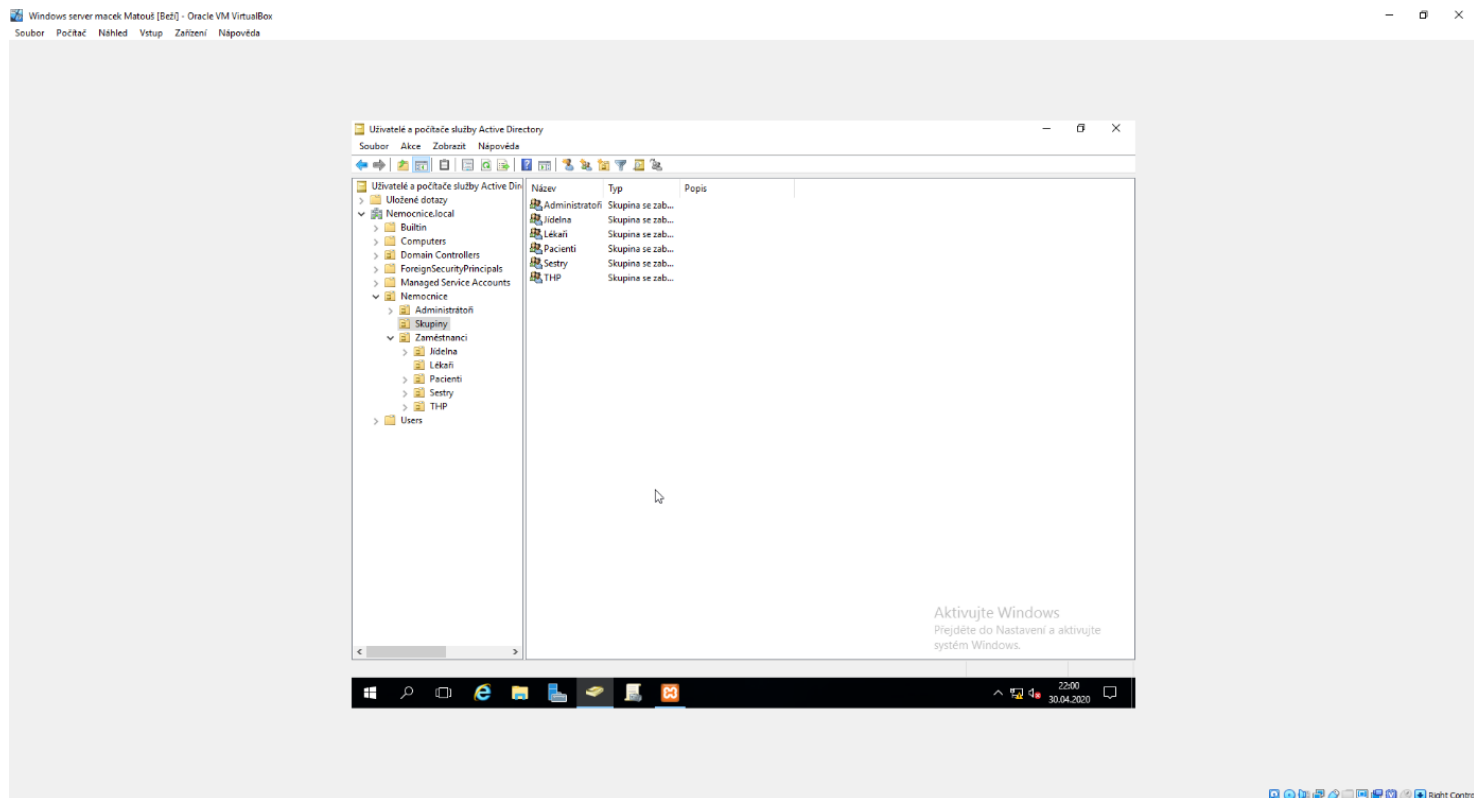 Windows server macek Matouš [Běží] - Oracle VM VirtualBox
Soubor Počítač Náhled Vstup Zařízení Nápověda
Uživatelé a počítače služby Active Directory
Soubor Akce Zobrazit Nápověda
Uživatelé a počítače služby Active Dire
Uložené dotazy
Nemocnice.local
Builtin
Computers
Domain Controllers
ForeignSecurityPrincipals
Managed Service Accounts
Nemocnice
Administrátoři
Skupiny
Zaměstnanci
Jídelna
Lékaři
Pacienti
Sestry
THP
Users
Název Typ Popis
Administratoři Skupina se zab...
Jídelna Skupina se zab...
Lékaři Skupina se zab...
Pacienti Skupina se zab...
Sestry Skupina se zab...
THP Skupina se zab...
Aktivujte Windows
Přejděte do Nastavení a aktivujte
systém Windows.
22:00
30.04.2020
Right Contro